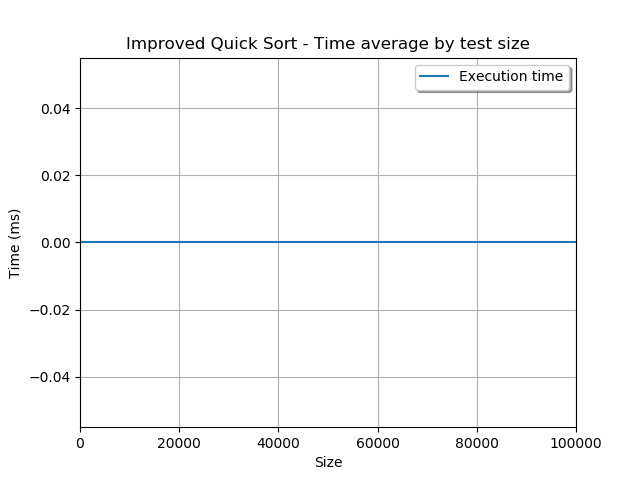 Improved Quick Sort - Time average by test size
Execution time
0.04
0.02
0.00
−0.02
−0.04
Time (ms)
0 20000 40000 60000 80000 100000
Size